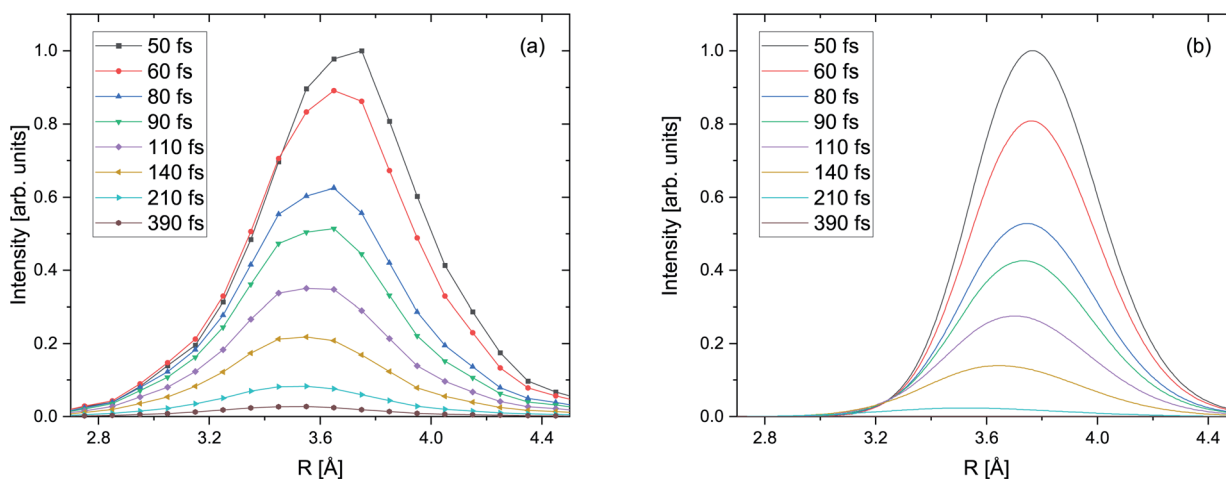 (a)
50 fs
60 fs
80 fs
90 fs
110 fs
140 fs
210 fs
390 fs
Intensity [arb. units]
1.0
0.8
0.6
0.4
0.2
0.0
2.8 3.2 3.6 4.0 4.4
R [Å]
(b)
50 fs
60 fs
80 fs
90 fs
110 fs
140 fs
210 fs
390 fs
Intensity [arb. units]
1.0
0.8
0.6
0.4
0.2
0.0
2.8 3.2 3.6 4.0 4.4
R [Å]